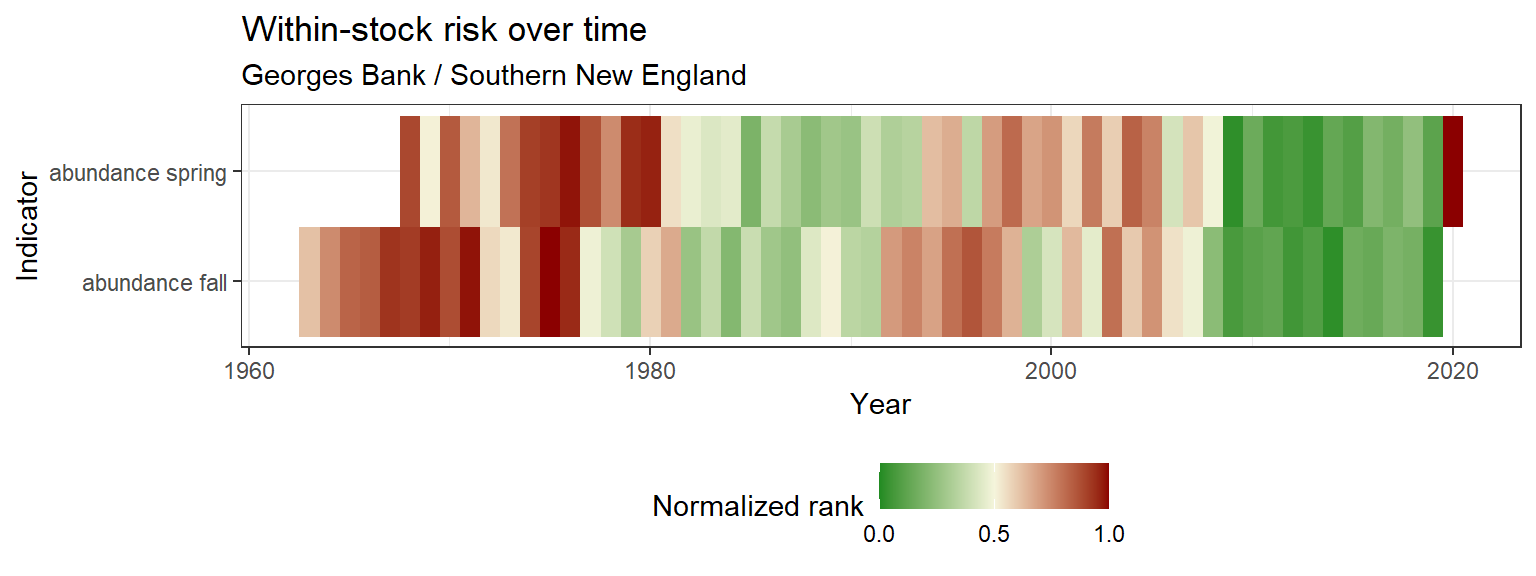 Within-stock risk over time
Georges Bank / Southern New England
Indicator
abundance spring
abundance fall
1960 1980 2000 2020
Year
Normalized rank
0.0 0.5 1.0